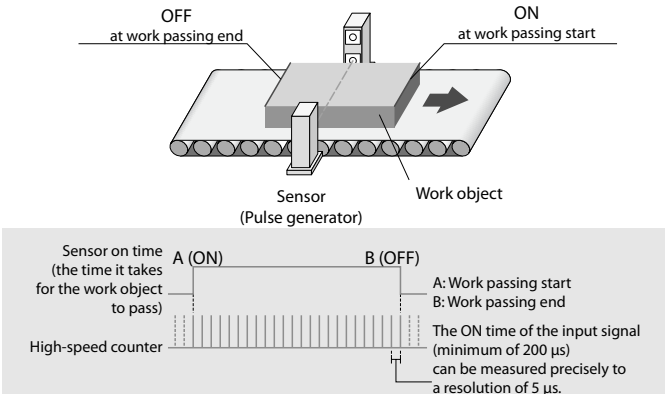 OFF
at work passing end
ON
at work passing start
Sensor
(Pulse generator)
Work object
Sensor on time
(the time it takes
for the work object
to pass)
A (ON)
B (OFF)
A: Work passing start
B: Work passing end
High-speed counter
The ON time of the input signal
(minimum of 200 µs)
can be measured precisely to
a resolution of 5 µs.